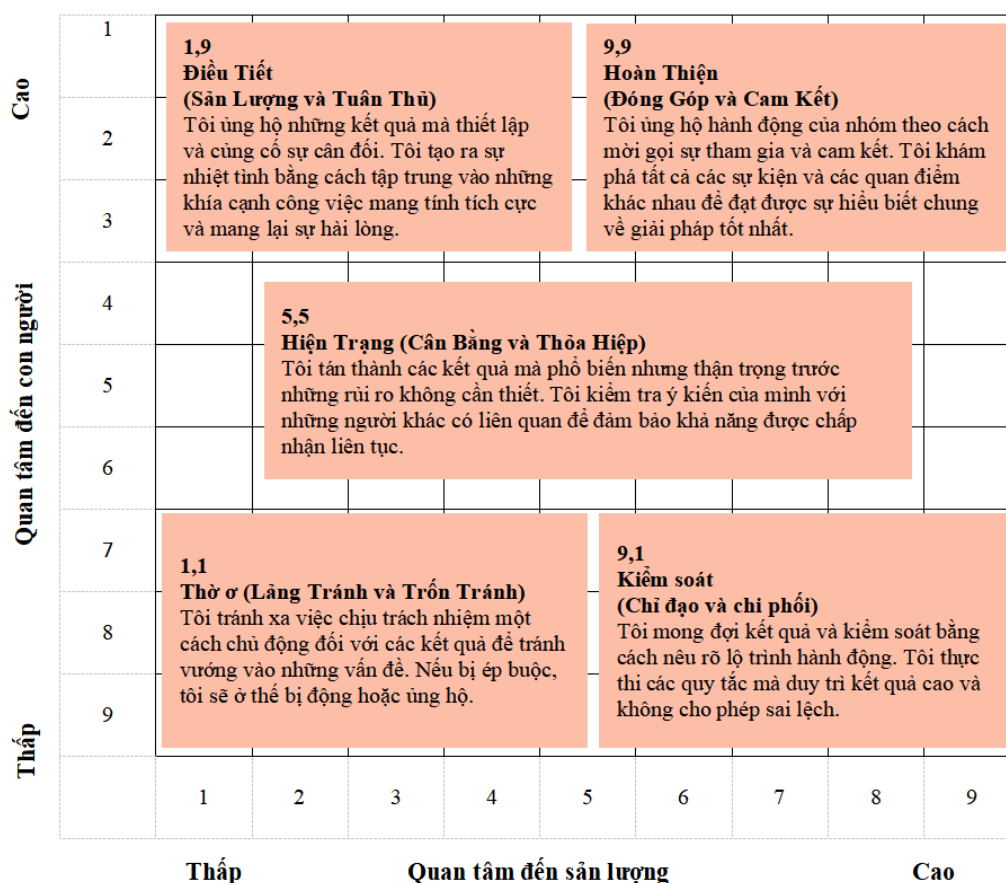 Cao
Quan tâm đến con người
Thấp
1
2
3
4
5
6
7
8
9
1,9
Điều Tiết
(Sản Lượng và Tuân Thủ)
Tôi ủng hộ những kết quả mà thiết lập
và củng cố sự cân đối. Tôi tạo ra sự
nhiệt tình bằng cách tập trung vào những
khía cạnh công việc mang tính tích cực
và mang lại sự hài lòng.
9,9
Hoàn Thiện
(Đóng Góp và Cam Kết)
Tôi ủng hộ hành động của nhóm theo cách
mời gọi sự tham gia và cam kết. Tôi khám
phá tất cả các sự kiện và các quan điểm
khác nhau để đạt được sự hiểu biết chung
về giải pháp tốt nhất.
5,5
Hiện Trạng (Cân Bằng và Thỏa Hiệp)
Tôi tán thành các kết quả mà phổ biến nhưng thận trọng trước
những rủi ro không cần thiết. Tôi kiểm tra ý kiến của mình với
những người khác có liên quan để đảm bảo khả năng được chấp
nhận liên tục.
1,1
Thờ ơ (Lảng Tránh và Trốn Tránh)
Tôi tránh xa việc chịu trách nhiệm một
cách chủ động đối với các kết quả để tránh
vướng vào những vấn đề. Nếu bị ép buộc,
tôi sẽ ở thế bị động hoặc ủng hộ.
9,1
Kiểm soát
(Chỉ đạo và chi phối)
Tôi mong đợi kết quả và kiểm soát bằng
cách nêu rõ lộ trình hành động. Tôi thực
thi các quy tắc mà duy trì kết quả cao và
không cho phép sai lệch.
1 2 3 4 5 6 7 8 9
Thấp Quan tâm đến sản lượng Cao